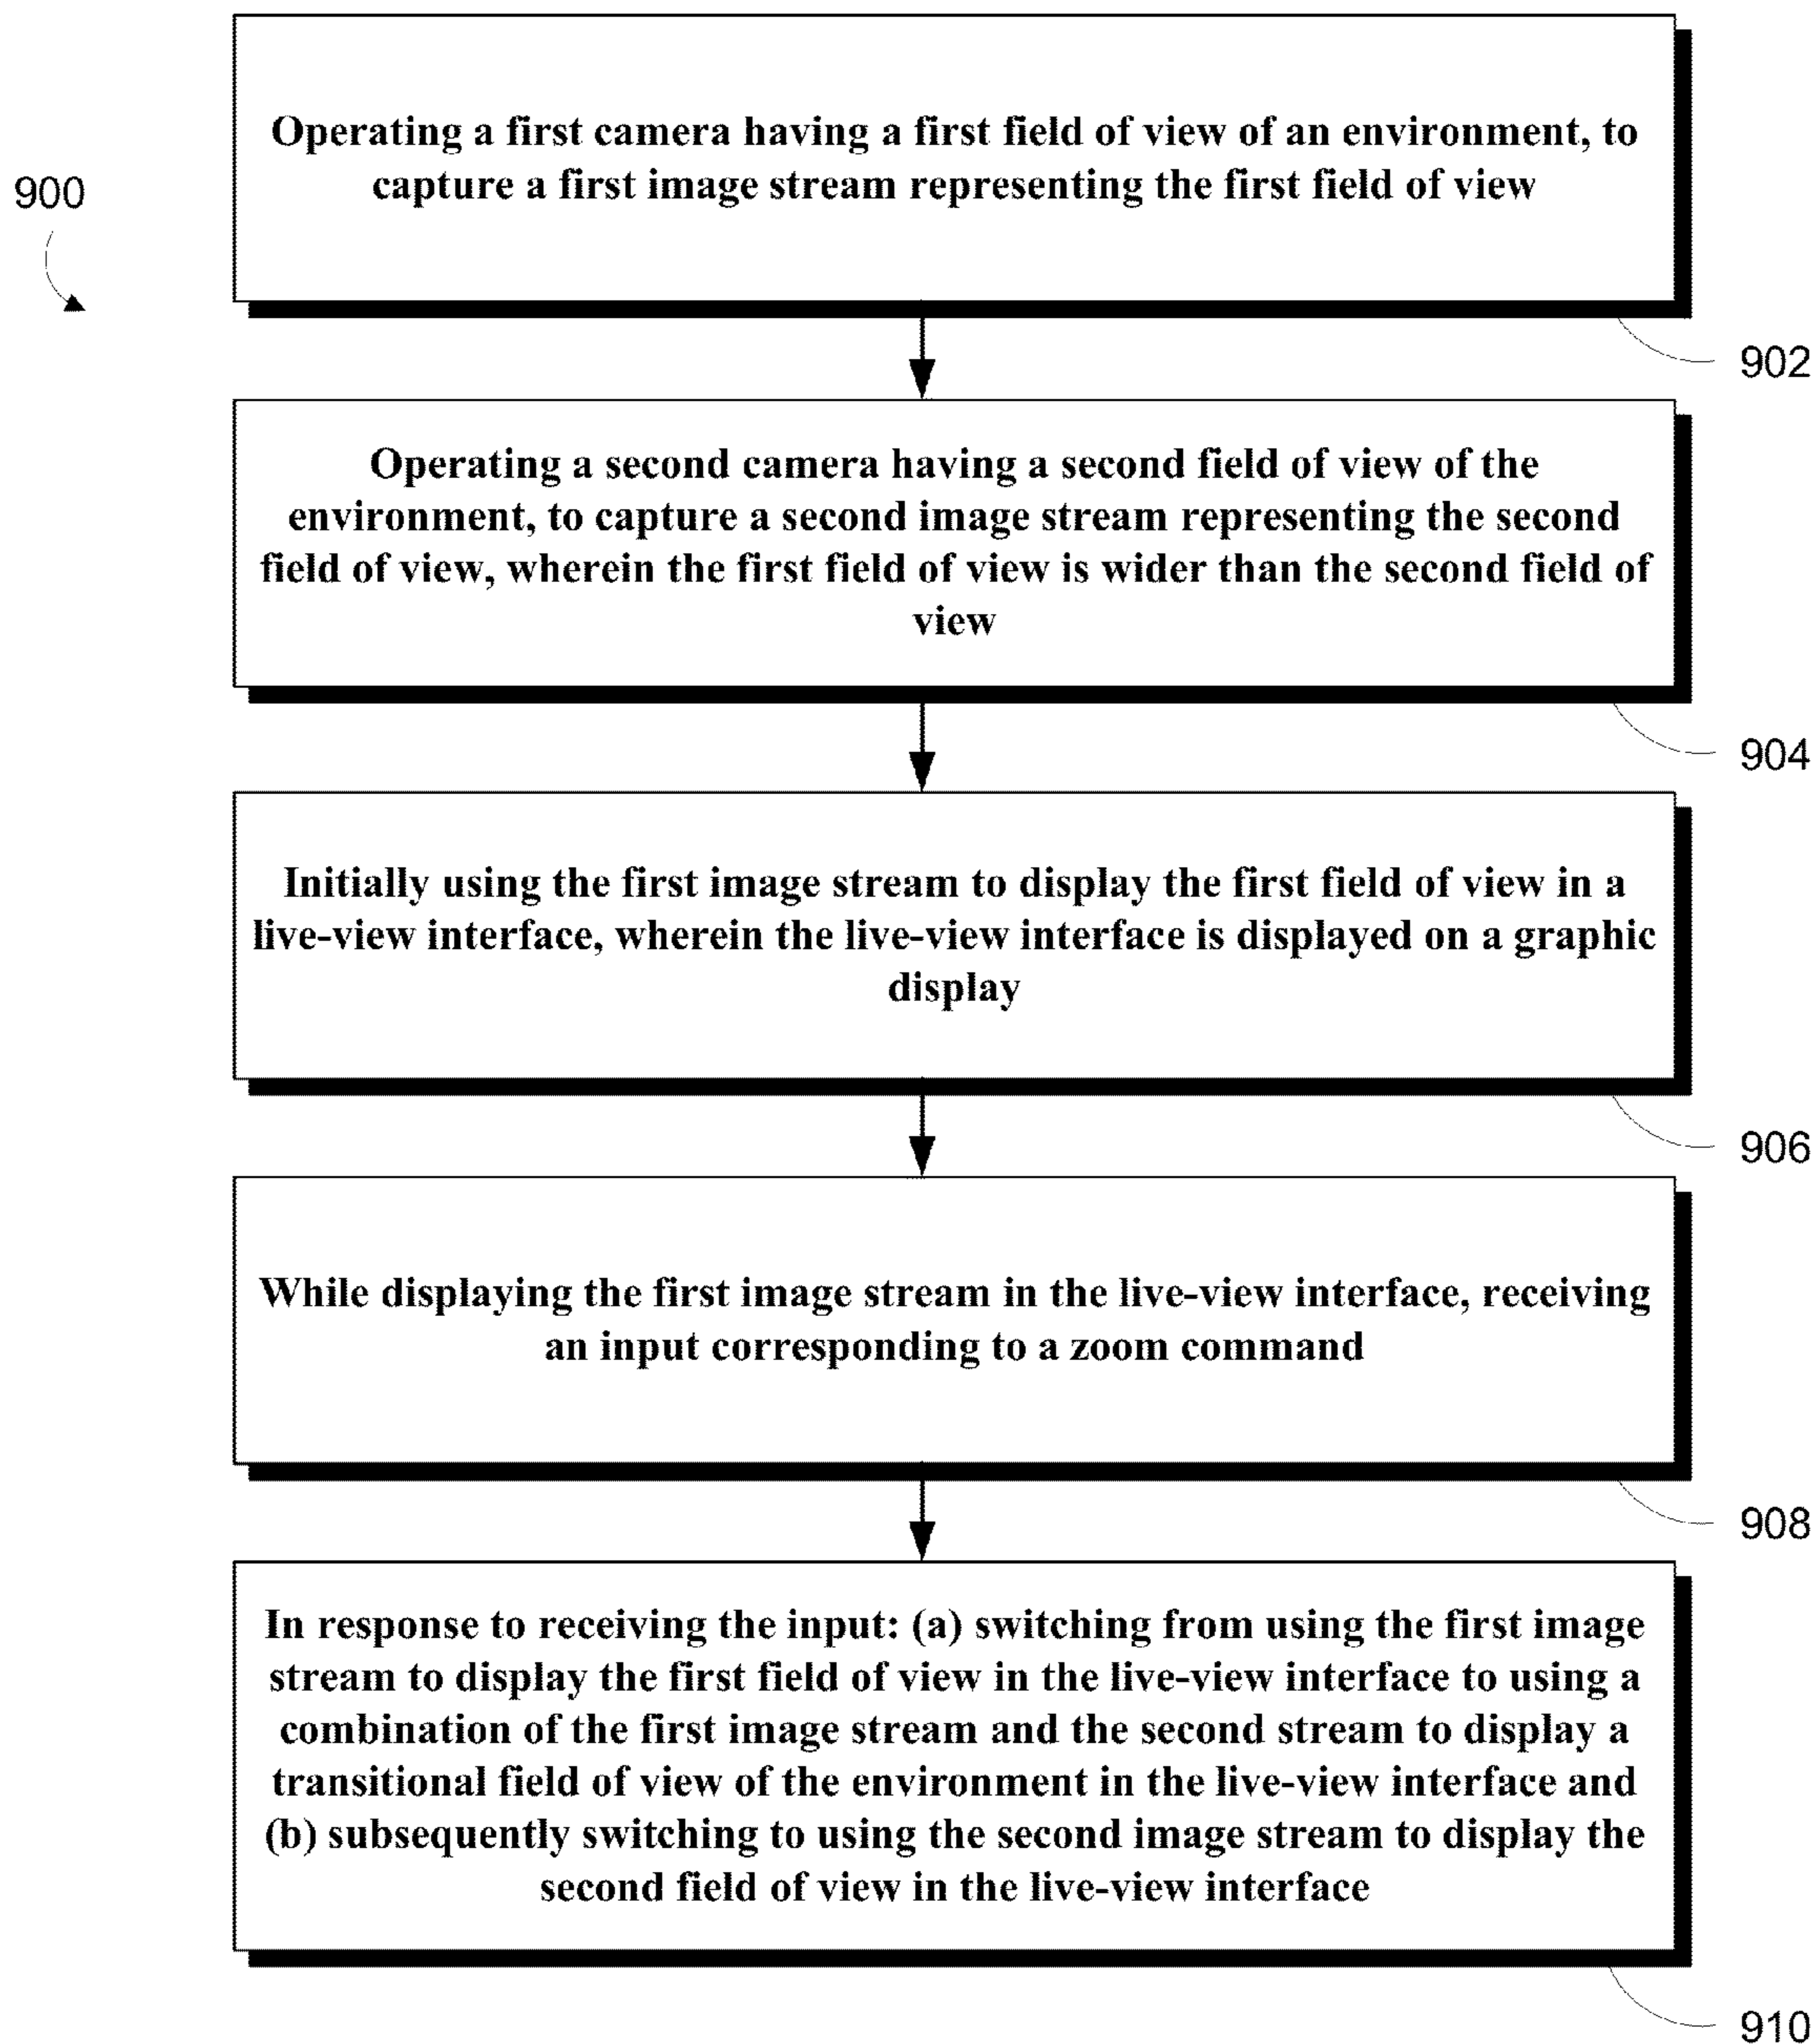 Operating a first camera having a first field of view of an environment, to
capture a first image stream representing the first field of view
900
902
Operating a second camera having a second field of view of the
environment, to capture a second image stream representing the second
field of view, wherein the first field of view is wider than the second field of
view
904
Initially using the first image stream to display the first field of view in a
live-view interface, wherein the live-view interface is displayed on a graphic
display
906
While displaying the first image stream in the live-view interface, receiving
an input corresponding to a zoom command
908
In response to receiving the input: (a) switching from using the first image
stream to display the first field of view in the live-view interface to using a
combination of the first image stream and the second stream to display a
transitional field of view of the environment in the live-view interface and
(b) subsequently switching to using the second image stream to display the
second field of view in the live-view interface
910